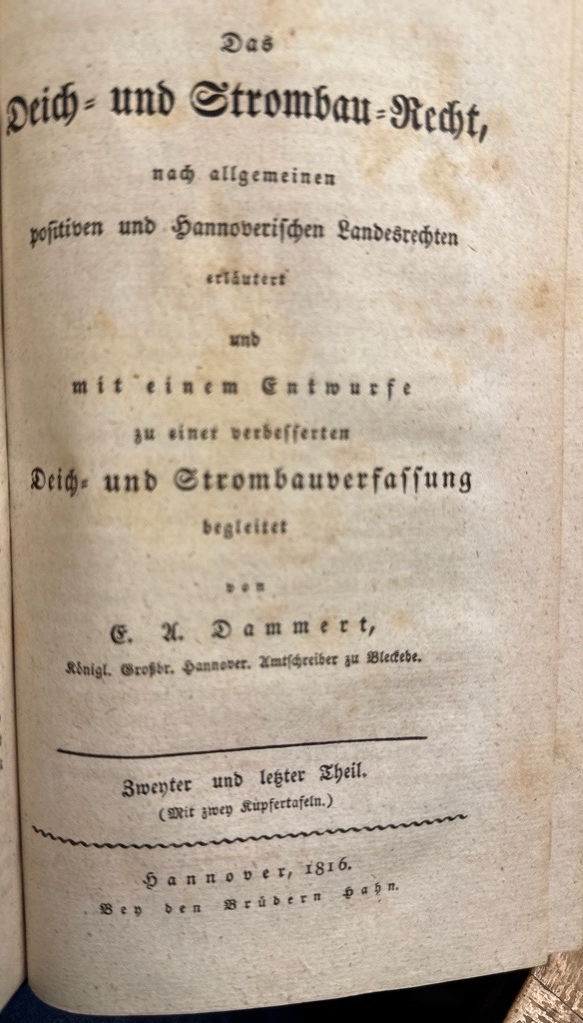 Das
Deich- und Strombau-Recht,
nach allgemeinen
positiven und Hannoverischen Landesrechten
erläutert
und
mit einem Entwurfe
zu einer verbesserten
Deich- und Strombauverfassung
begleitet
von
E. A. Dammert,
Königl. Großbr. Hannover. Amtschreiber zu Bleckede.
Zweyter und letzter Theil.
(Mit zwey Kupfertafeln.)
Hannover, 1816.
Bey den Brüdern Hahn.